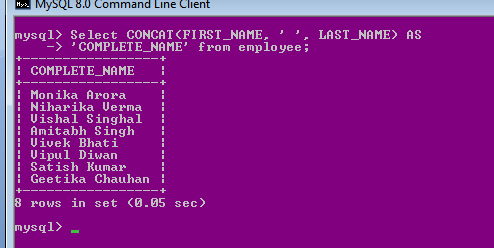 MySQL 8.0 Command Line Client
mysql> Select CONCAT(FIRST_NAME, ' ', LAST_NAME) AS
    -> 'COMPLETE_NAME' from employee;
+-----------------+
| COMPLETE_NAME   |
+-----------------+
| Monika Arora    |
| Niharika Verma  |
| Vishal Singhal  |
| Amitabh Singh   |
| Vivek Bhati     |
| Vipul Diwan     |
| Satish Kumar    |
| Geetika Chauhan |
+-----------------+
8 rows in set (0.05 sec)
mysql> _